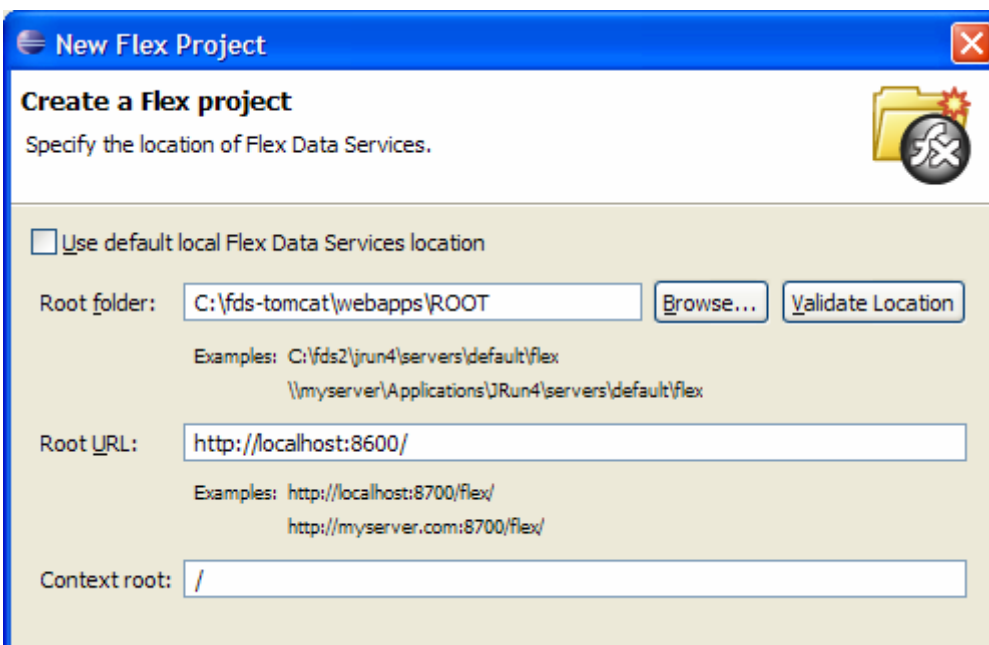 New Flex Project
Create a Flex project
Specify the location of Flex Data Services.
Use default local Flex Data Services location
Root folder: C:\fds-tomcat\webapps\ROOT Browse... Validate Location
Examples: C:\fds2\jrun4\servers\default\flex
\\myserver\Applications\JRun4\servers\default\flex
Root URL: http://localhost:8600/
Examples: http://localhost:8700/flex/
http://myserver.com:8700/flex/
Context root: /